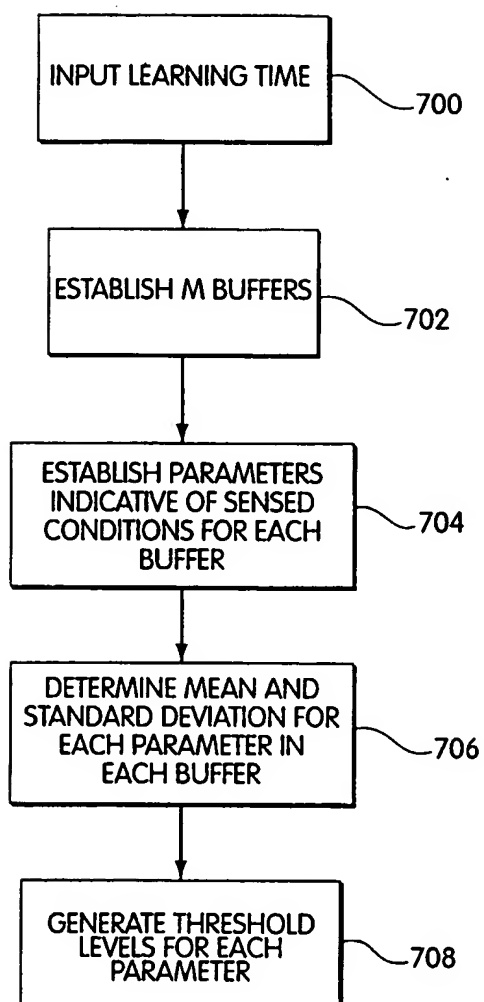 INPUT LEARNING TIME
700
ESTABLISH M BUFFERS
702
ESTABLISH PARAMETERS
INDICATIVE OF SENSED
CONDITIONS FOR EACH
BUFFER
704
DETERMINE MEAN AND
STANDARD DEVIATION FOR
EACH PARAMETER IN
EACH BUFFER
706
GENERATE THRESHOLD
LEVELS FOR EACH
PARAMETER
708